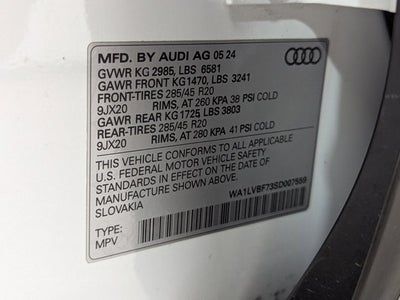 MFD. BY AUDI AG 05 24
GVWR KG 2985, LBS 6581
GAWR FRONT KG1470, LBS 3241
FRONT-TIRES 285/45 R20
9JX20 RIMS, AT 260 KPA 38 PSI COLD
GAWR REAR KG1725, LBS 3803
REAR-TIRES 285/45 R20
9JX20 RIMS, AT 280 KPA 41 PSI COLD
THIS VEHICLE CONFORMS TO ALL APPLICABLE
U.S. FEDERAL MOTOR VEHICLE SAFETY
STANDARDS IN EFFECT ON THE DATE OF
MANUFACTURE SHOWN ABOVE.
SLOVAKIA
WA1LVBF73SD007589
TYPE:
MPV